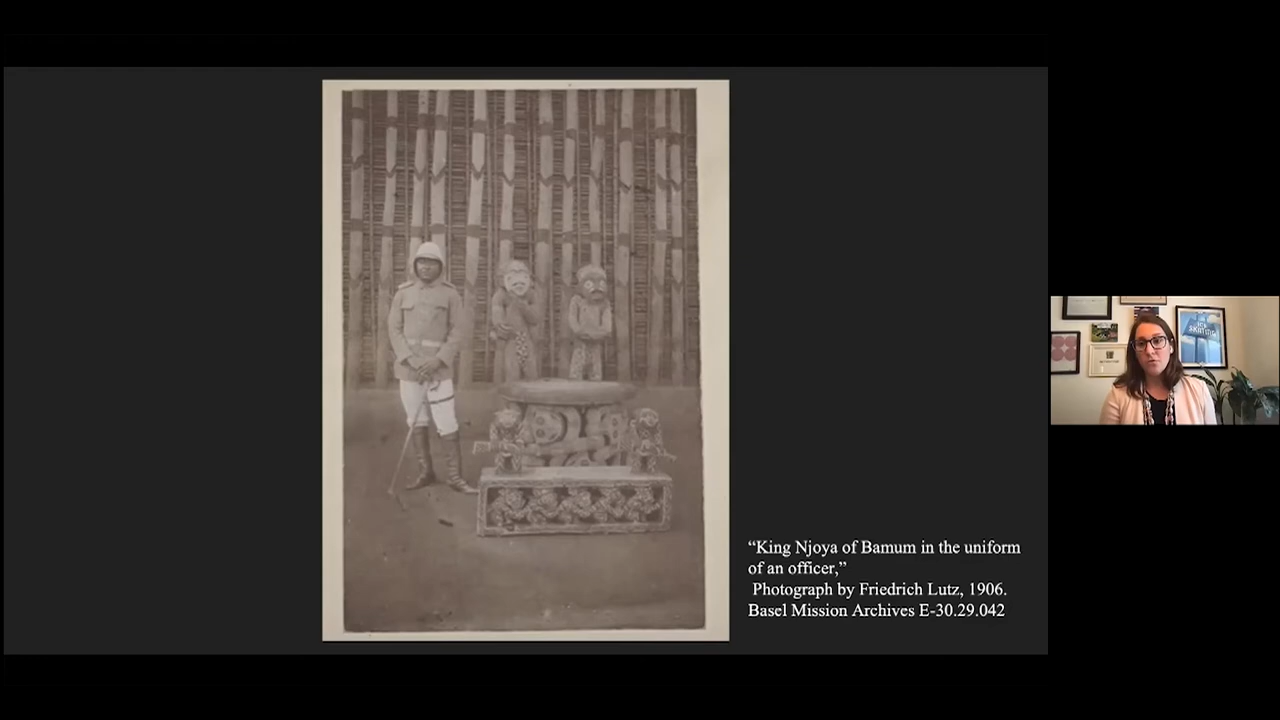 “King Njoya of Bamum in the uniform
of an officer,”
Photograph by Friedrich Lutz, 1906.
Basel Mission Archives E-30.29.042